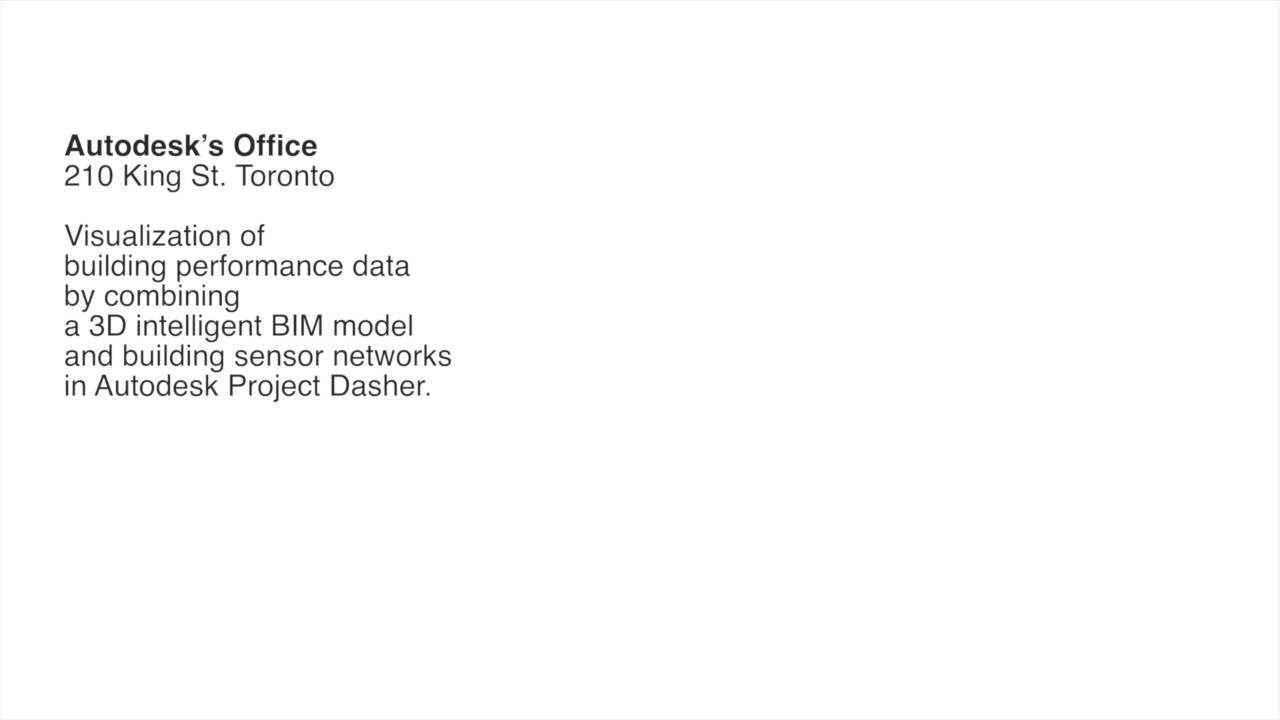 Autodesk’s Office
210 King St. Toronto
Visualization of
building performance data
by combining
a 3D intelligent BIM model
and building sensor networks
in Autodesk Project Dasher.